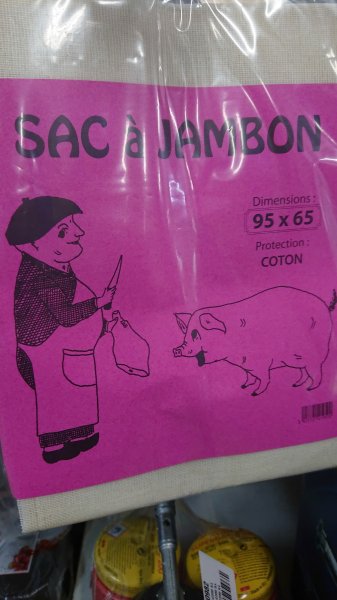 SAC à JAMBON
Dimensions :
95 x 65
Protection :
COTON